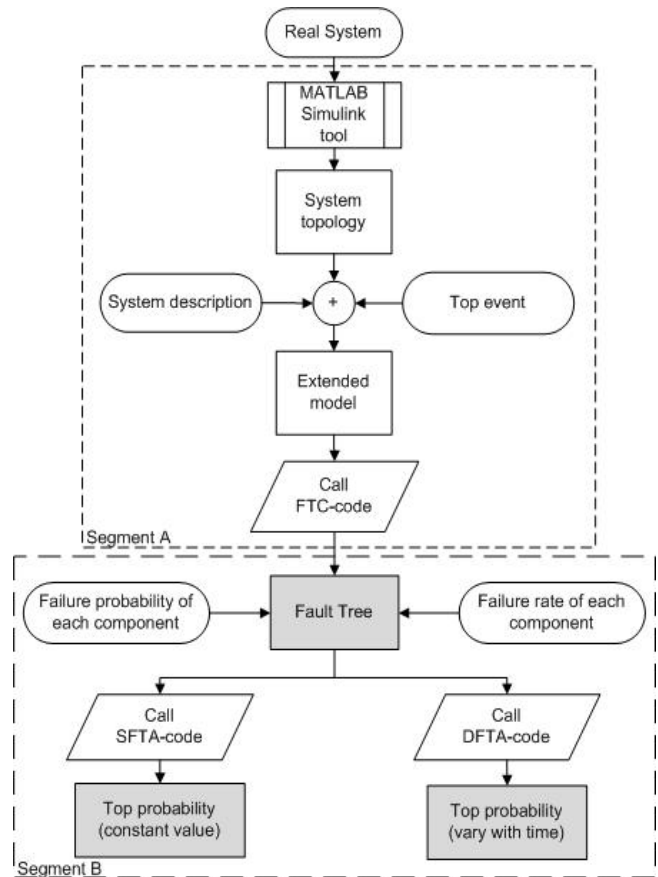 Real System
MATLAB
Simulink
tool
System
topology
System description
+
Top event
Extended
model
Call
FTC-code
Segment A
Failure probability of
each component
Fault Tree
Failure rate of each
component
Call
SFTA-code
Call
DFTA-code
Top probability
(constant value)
Top probability
(vary with time)
Segment B